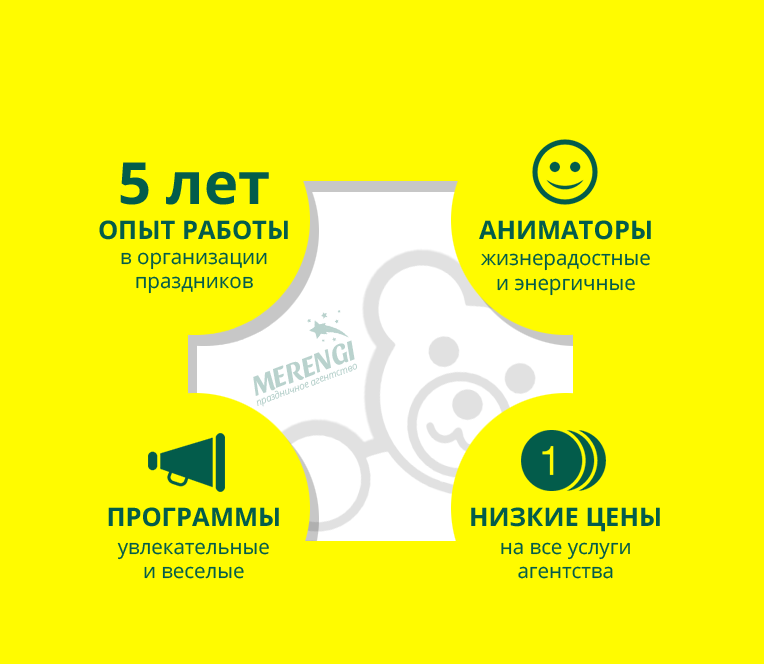 5 лет
ОПЫТ РАБОТЫ
в организации
праздников
АНИМАТОРЫ
жизнерадостные
и энергичные
MERENGI
праздничное агентство
ПРОГРАММЫ
увлекательные
и веселые
1
НИЗКИЕ ЦЕНЫ
на все услуги
агентства